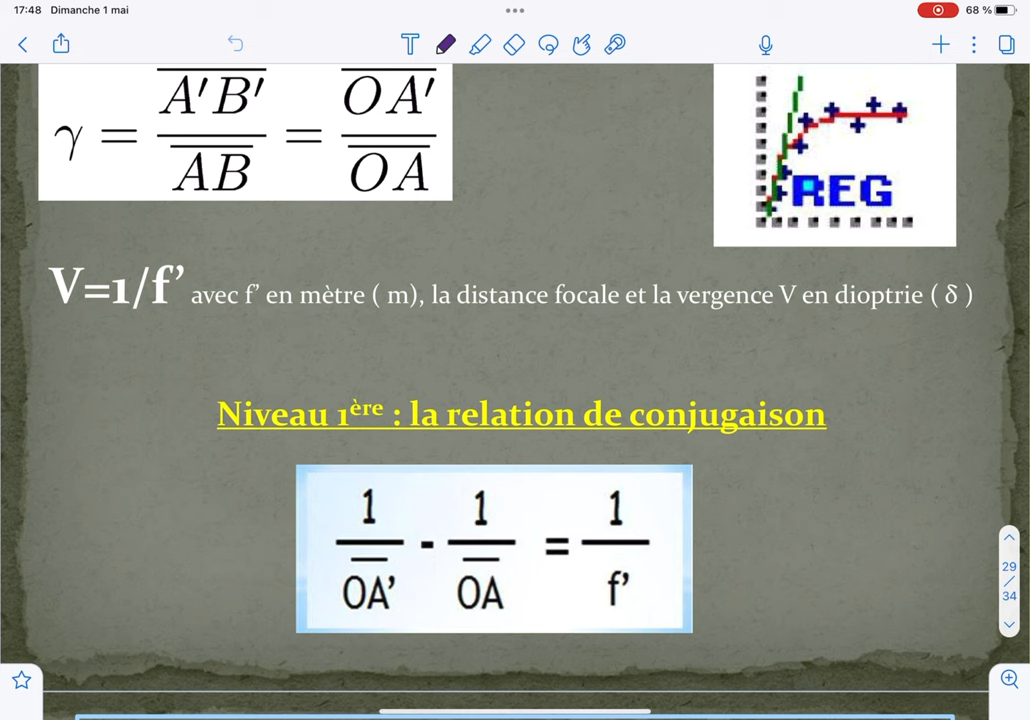 17:48 Dimanche 1 mai
68 %
γ = A'B' / AB = OA' / OA
REG
V=1/f’ avec f’ en mètre ( m), la distance focale et la vergence V en dioptrie ( δ )
Niveau 1ère : la relation de conjugaison
1/OA’ - 1/OA = 1/f’
29
/
34